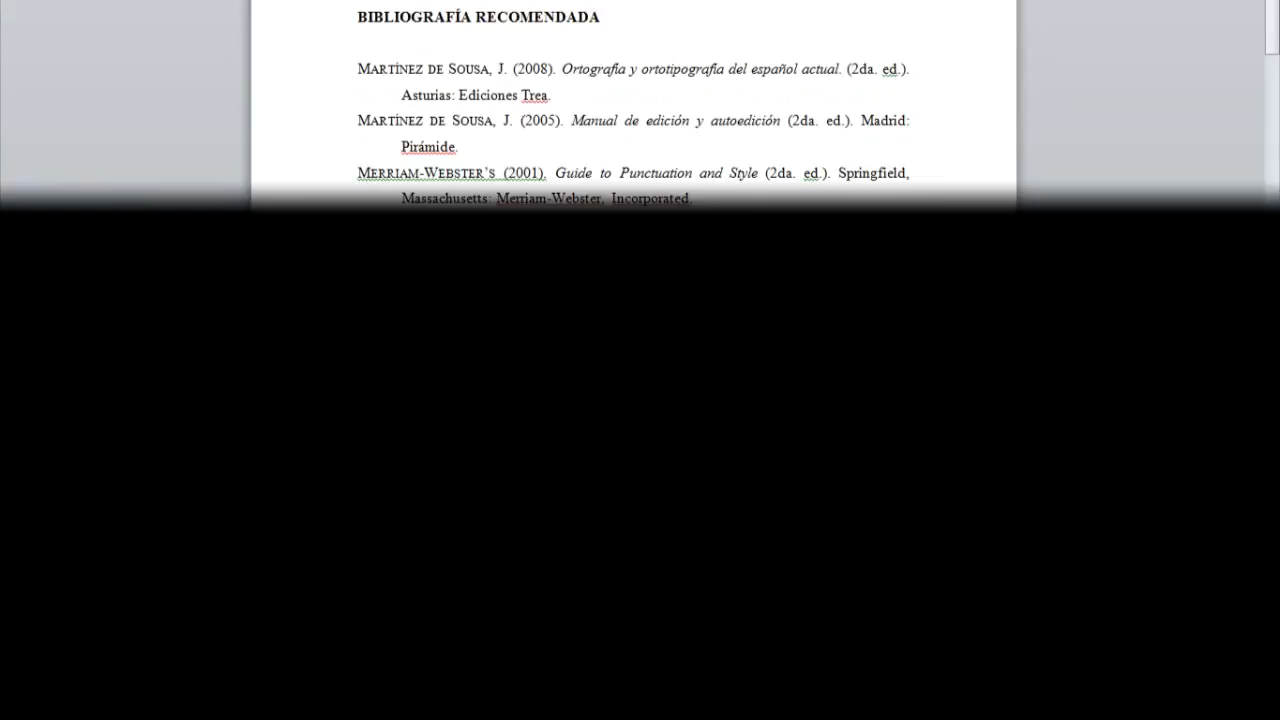 BIBLIOGRAFÍA RECOMENDADA
MARTÍNEZ DE SOUSA, J. (2008). Ortografía y ortotipografía del español actual. (2da. ed.).
Asturias: Ediciones Trea.
MARTÍNEZ DE SOUSA, J. (2005). Manual de edición y autoedición (2da. ed.). Madrid:
Pirámide.
MERRIAM-WEBSTER'S (2001). Guide to Punctuation and Style (2da. ed.). Springfield,
Massachusetts: Merriam-Webster, Incorporated.